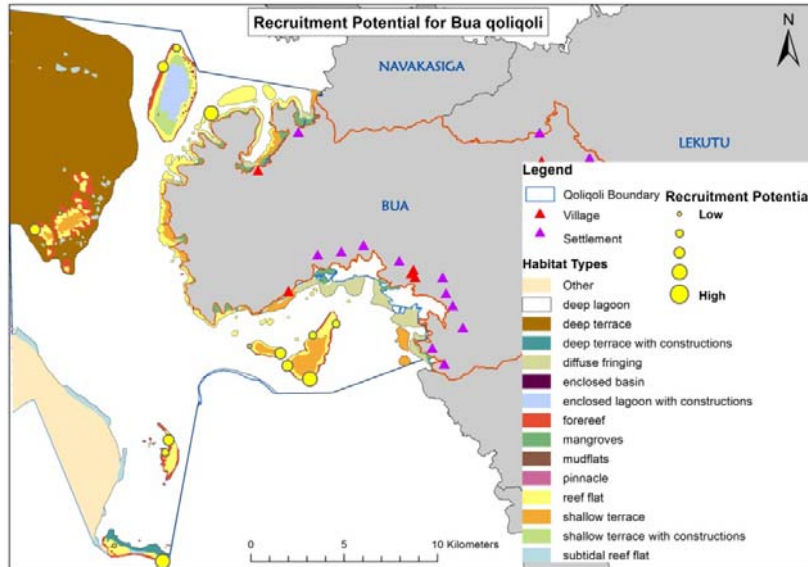 Recruitment Potential for Bua qoliqoli
N
NAVAKASIGA
LEKUTU
BUA
Legend
Qoliqoli Boundary
Village
Settlement
Recruitment Potentia
Low
High
Habitat Types
Other
deep lagoon
deep terrace
deep terrace with constructions
diffuse fringing
enclosed basin
enclosed lagoon with constructions
forereef
mangroves
mudflats
pinnacle
reef flat
shallow terrace
shallow terrace with constructions
subtidal reef flat
0 5 10 Kilometers